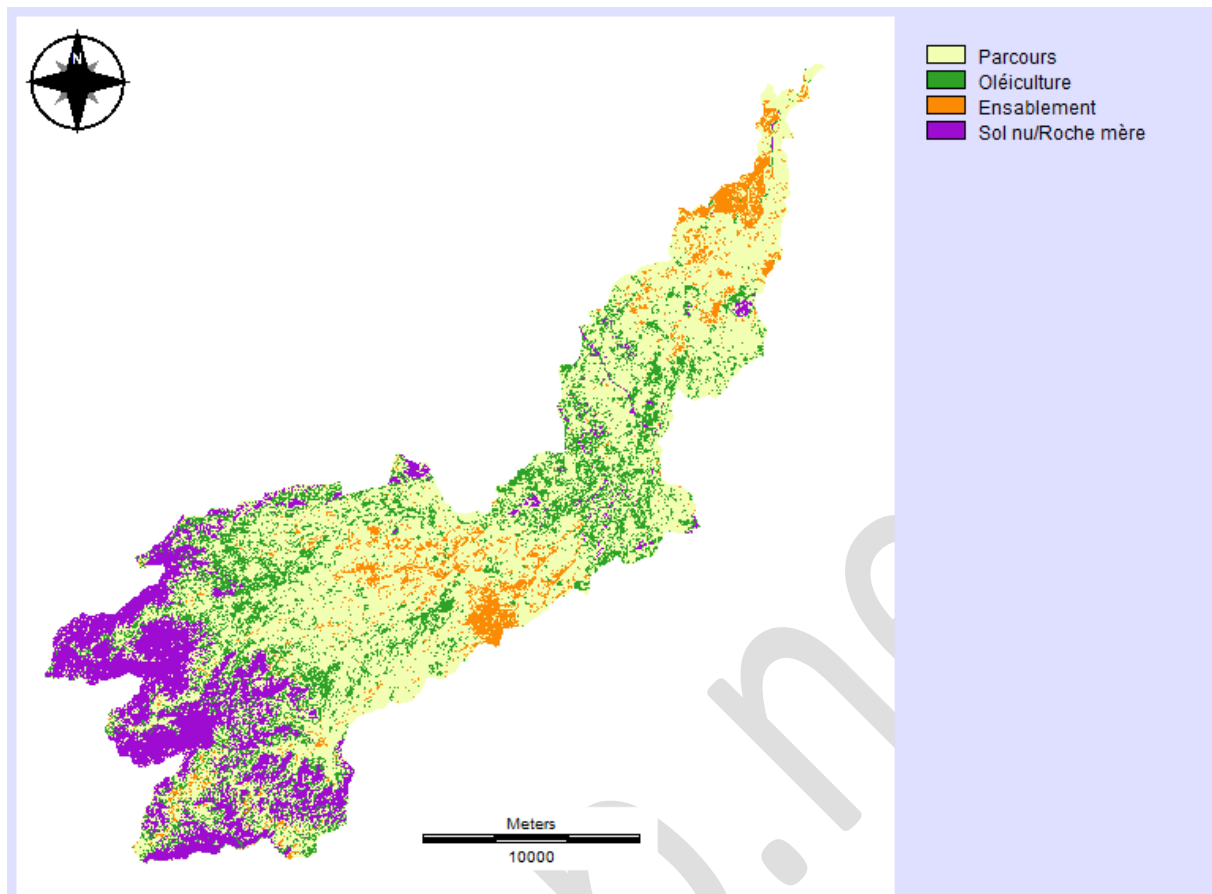 N
Parcours
Oléiculture
Ensablement
Sol nu/Roche mère
Meters
10000